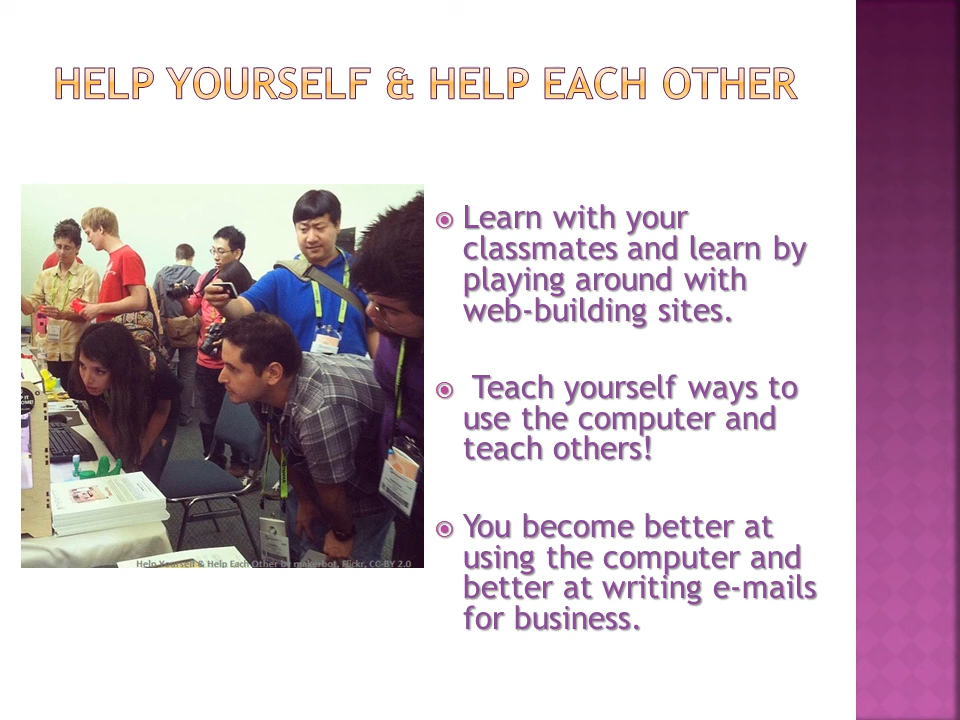 HELP YOURSELF & HELP EACH OTHER
Learn with your
classmates and learn by
playing around with
web-building sites.
Teach yourself ways to
use the computer and
teach others!
You become better at
using the computer and
better at writing e-mails
for business.
Help Yourself & Help Each Other by makeroot, Flickr, CC-BY 2.0